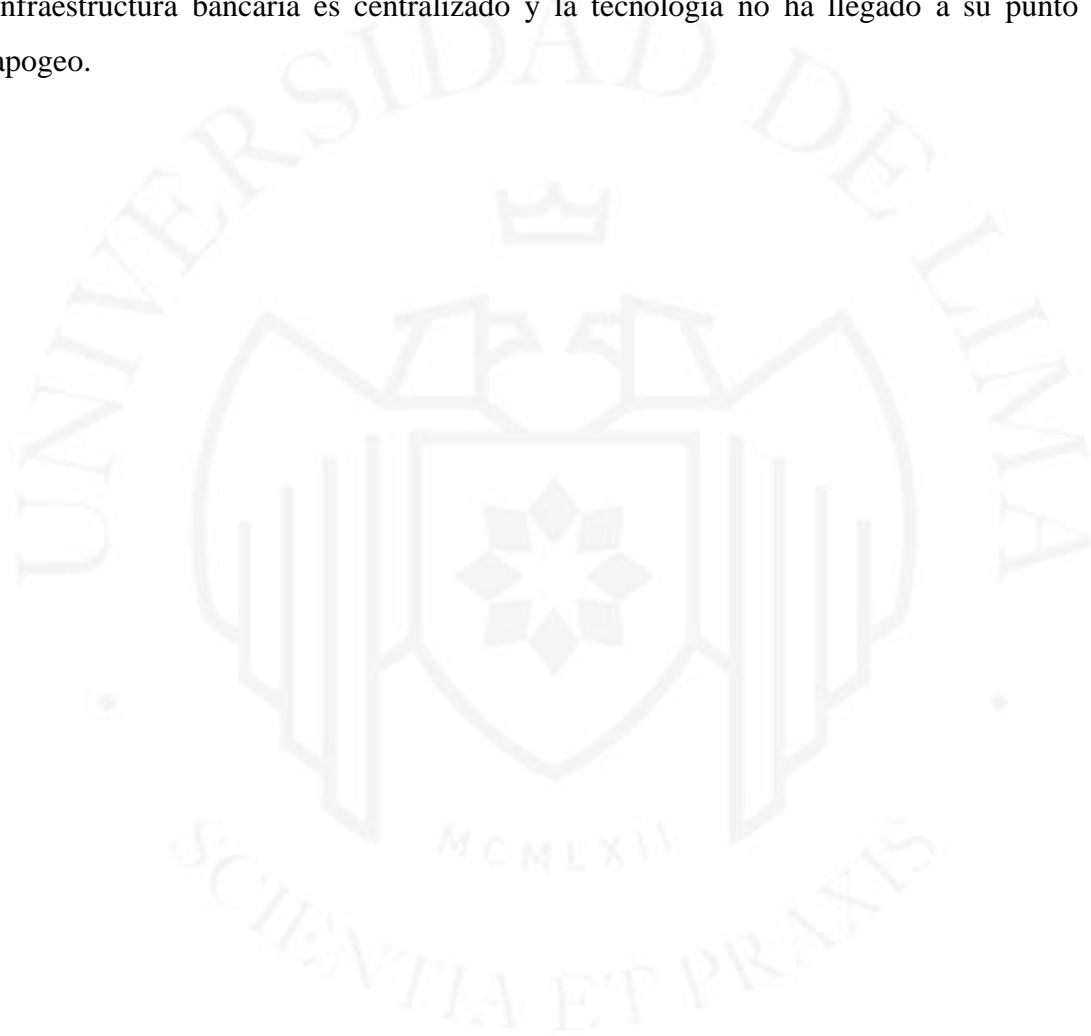 infraestructura bancaria es centralizado y la tecnología no ha llegado a su punto
apogeo.
UNIVERSIDAD DE LIMA
MCMLXII
SCIENTIA ET PRAXIS